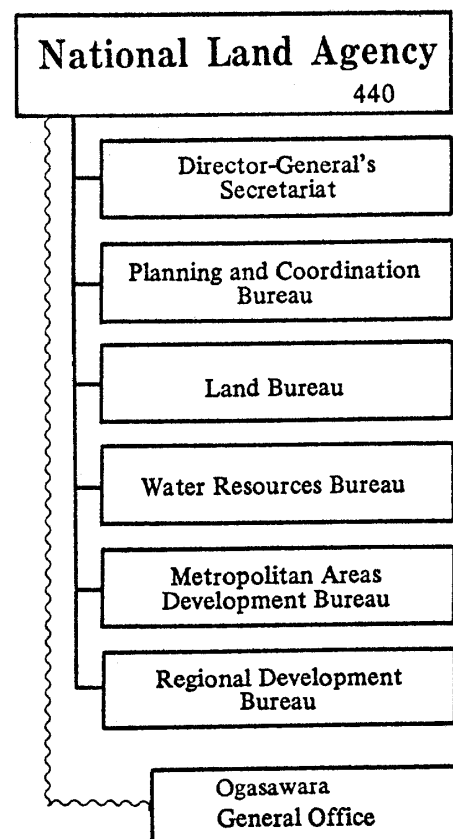 National Land Agency
440
Director-General's
Secretariat
Planning and Coordination
Bureau
Land Bureau
Water Resources Bureau
Metropolitan Areas
Development Bureau
Regional Development
Bureau
Ogasawara
General Office